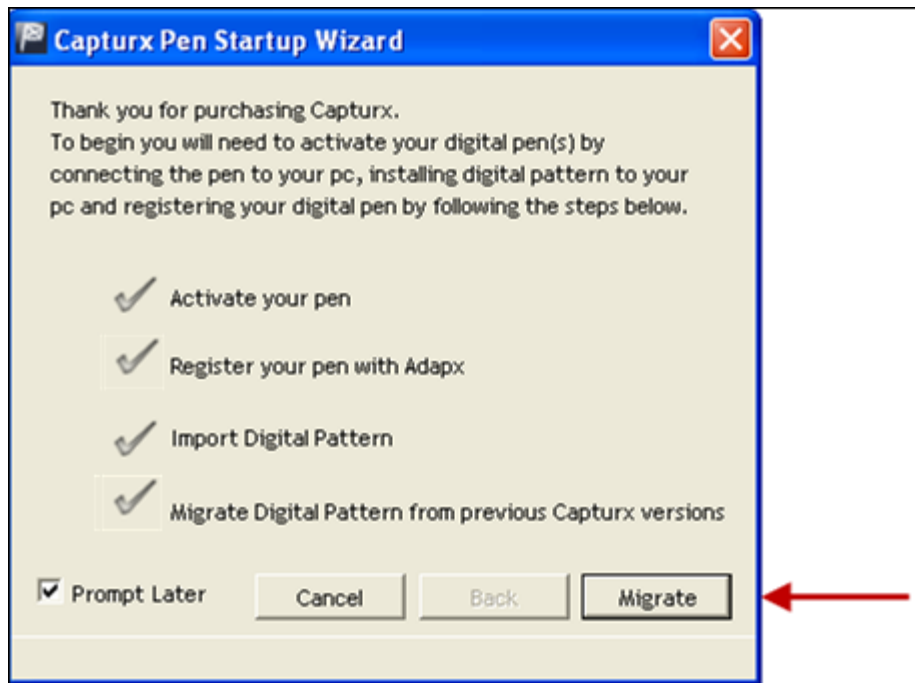 Capturx Pen Startup Wizard
Thank you for purchasing Capturx.
To begin you will need to activate your digital pen(s) by
connecting the pen to your pc, installing digital pattern to your
pc and registering your digital pen by following the steps below.
Activate your pen
Register your pen with Adapx
Import Digital Pattern
Migrate Digital Pattern from previous Capturx versions
Prompt Later Cancel Back Migrate